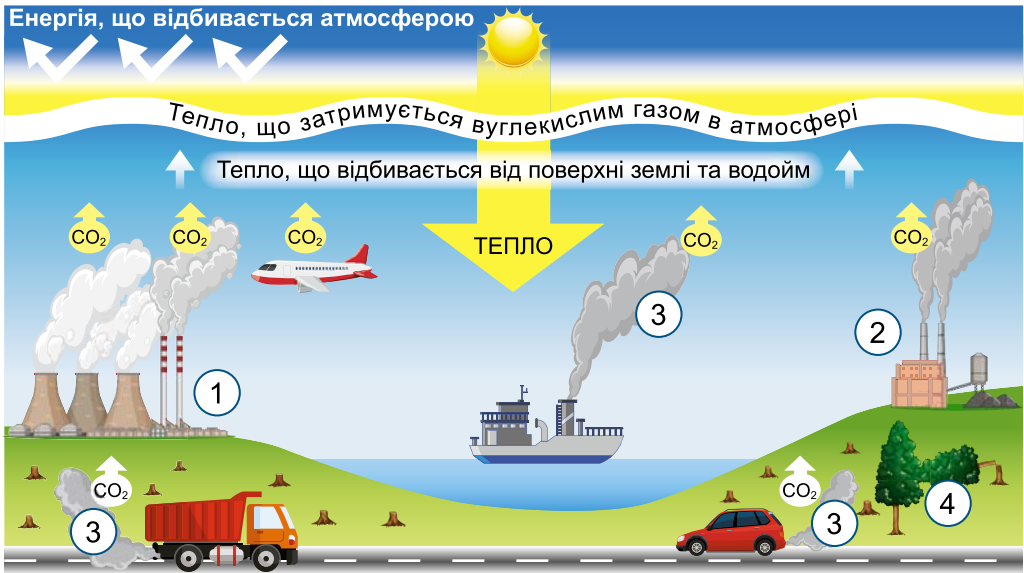 Енергія, що відбивається атмосферою
Тепло, що затримується вуглекислим газом в атмосфері
Тепло, що відбивається від поверхні землі та водойм
CO₂
CO₂
CO₂
ТЕПЛО
CO₂
CO₂
3
2
1
CO₂
CO₂
4
3
3